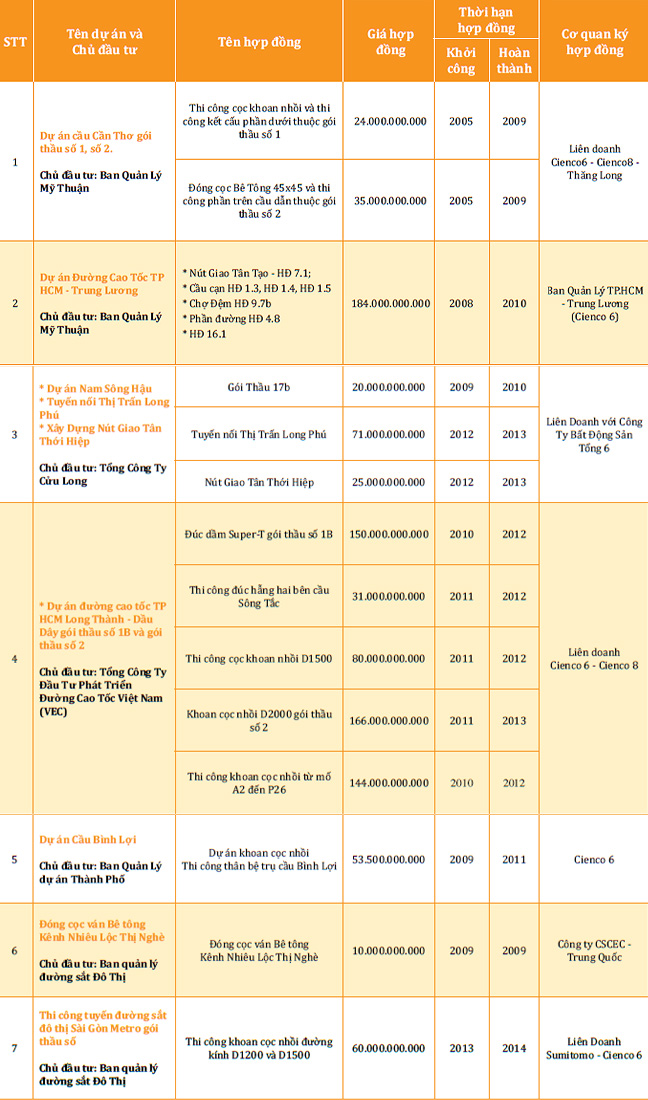 STT
Tên dự án và
Chủ đầu tư
Tên hợp đồng
Giá hợp
đồng
Thời hạn
hợp đồng
Khởi
công
Hoàn
thành
Cơ quan ký
hợp đồng
1
Dự án cầu Cần Thơ gói
thầu số 1, số 2.
Chủ đầu tư: Ban Quản Lý
Mỹ Thuận
Thi công cọc khoan nhồi và thi
công kết cấu phần dưới thuộc gói
thầu số 1
24.000.000.000
2005
2009
Đóng cọc Bê Tông 45x45 và thi
công phần trên cầu dẫn thuộc gói
thầu số 2
35.000.000.000
2005
2009
Liên doanh
Cienco6 - Cienco8 -
Thăng Long
2
Dự án Đường Cao Tốc TP
HCM - Trung Lương
Chủ đầu tư: Ban Quản Lý
Mỹ Thuận
* Nút Giao Tân Tạo - HĐ 7.1;
* Cầu cạn HĐ 1.3, HĐ 1.4, HĐ 1.5
* Chợ Đệm HĐ 9.7b
* Phần đường HĐ 4.8
* HĐ 16.1
184.000.000.000
2008
2010
Ban Quản Lý TP.HCM
- Trung Lương
(Cienco 6)
3
* Dự án Nam Sông Hậu
* Tuyến nối Thị Trấn Long
Phú
* Xây Dựng Nút Giao Tân
Thới Hiệp
Chủ đầu tư: Tổng Công Ty
Cửu Long
Gói Thầu 17b
20.000.000.000
2009
2010
Tuyến nối Thị Trấn Long Phú
71.000.000.000
2012
2013
Nút Giao Tân Thới Hiệp
25.000.000.000
2012
2013
Liên Doanh với Công
Ty Bất Động Sản
Tổng 6
4
* Dự án đường cao tốc TP
HCM Long Thành - Dầu
Dây gói thầu số 1B và gói
thầu số 2
Chủ đầu tư: Tổng Công Ty
Đầu Tư Phát Triển
Đường Cao Tốc Việt Nam
(VEC)
Đúc dầm Super-T gói thầu số 1B
150.000.000.000
2010
2012
Thi công đúc hẫng hai bên cầu
Sông Tắc
31.000.000.000
2011
2012
Thi công cọc khoan nhồi D1500
80.000.000.000
2011
2012
Khoan cọc nhồi D2000 gói thầu
số 2
166.000.000.000
2011
2013
Thi công khoan cọc nhồi từ mố
A2 đến P26
144.000.000.000
2010
2012
Liên doanh
Cienco 6 - Cienco 8
5
Dự án Cầu Bình Lợi
Chủ đầu tư: Ban Quản Lý
dự án Thành Phố
Dự án khoan cọc nhồi
Thi công thân bệ trụ cầu Bình Lợi
53.500.000.000
2009
2011
Cienco 6
6
Đóng cọc ván Bê tông
Kênh Nhiêu Lộc Thị Nghè
Chủ đầu tư: Ban quản lý
đường sắt Đô Thị
Đóng cọc ván Bê tông
Kênh Nhiêu Lộc Thị Nghè
10.000.000.000
2009
2009
Công ty CSCEC -
Trung Quốc
7
Thi công tuyến đường sắt
đô thị Sài Gòn Metro gói
thầu số
Chủ đầu tư: Ban quản lý
đường sắt Đô Thị
Thi công khoan cọc nhồi đường
kính D1200 và D1500
60.000.000.000
2013
2014
Liên Doanh
Sumitomo - Cienco 6